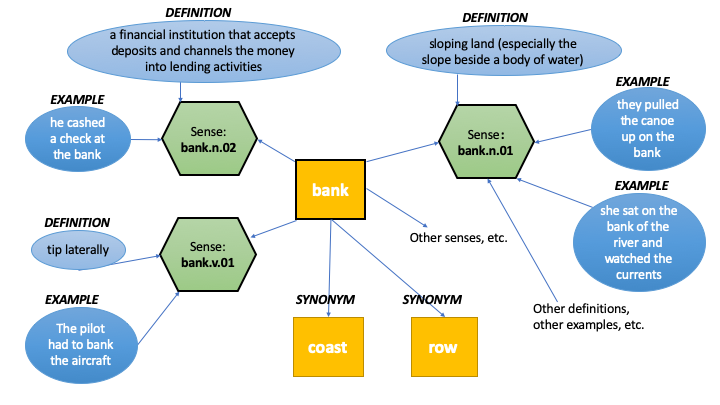 DEFINITION
a financial institution that accepts
deposits and channels the money
into lending activities
DEFINITION
sloping land (especially the
slope beside a body of water)
EXAMPLE
he cashed
a check at
the bank
Sense:
bank.n.02
Sense:
bank.n.01
EXAMPLE
they pulled
the canoe
up on the
bank
bank
EXAMPLE
she sat on the
bank of the
river and
watched the
currents
DEFINITION
tip laterally
Sense:
bank.v.01
Other senses, etc.
EXAMPLE
The pilot
had to bank
the aircraft
SYNONYM
coast
SYNONYM
row
Other definitions,
other examples, etc.